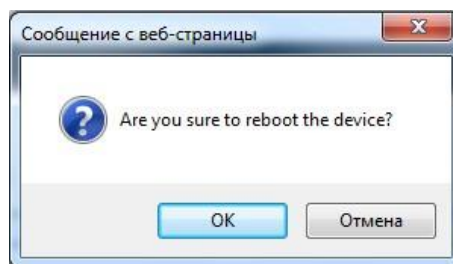 Сообщение с веб-страницы
Are you sure to reboot the device?
OK
Отмена